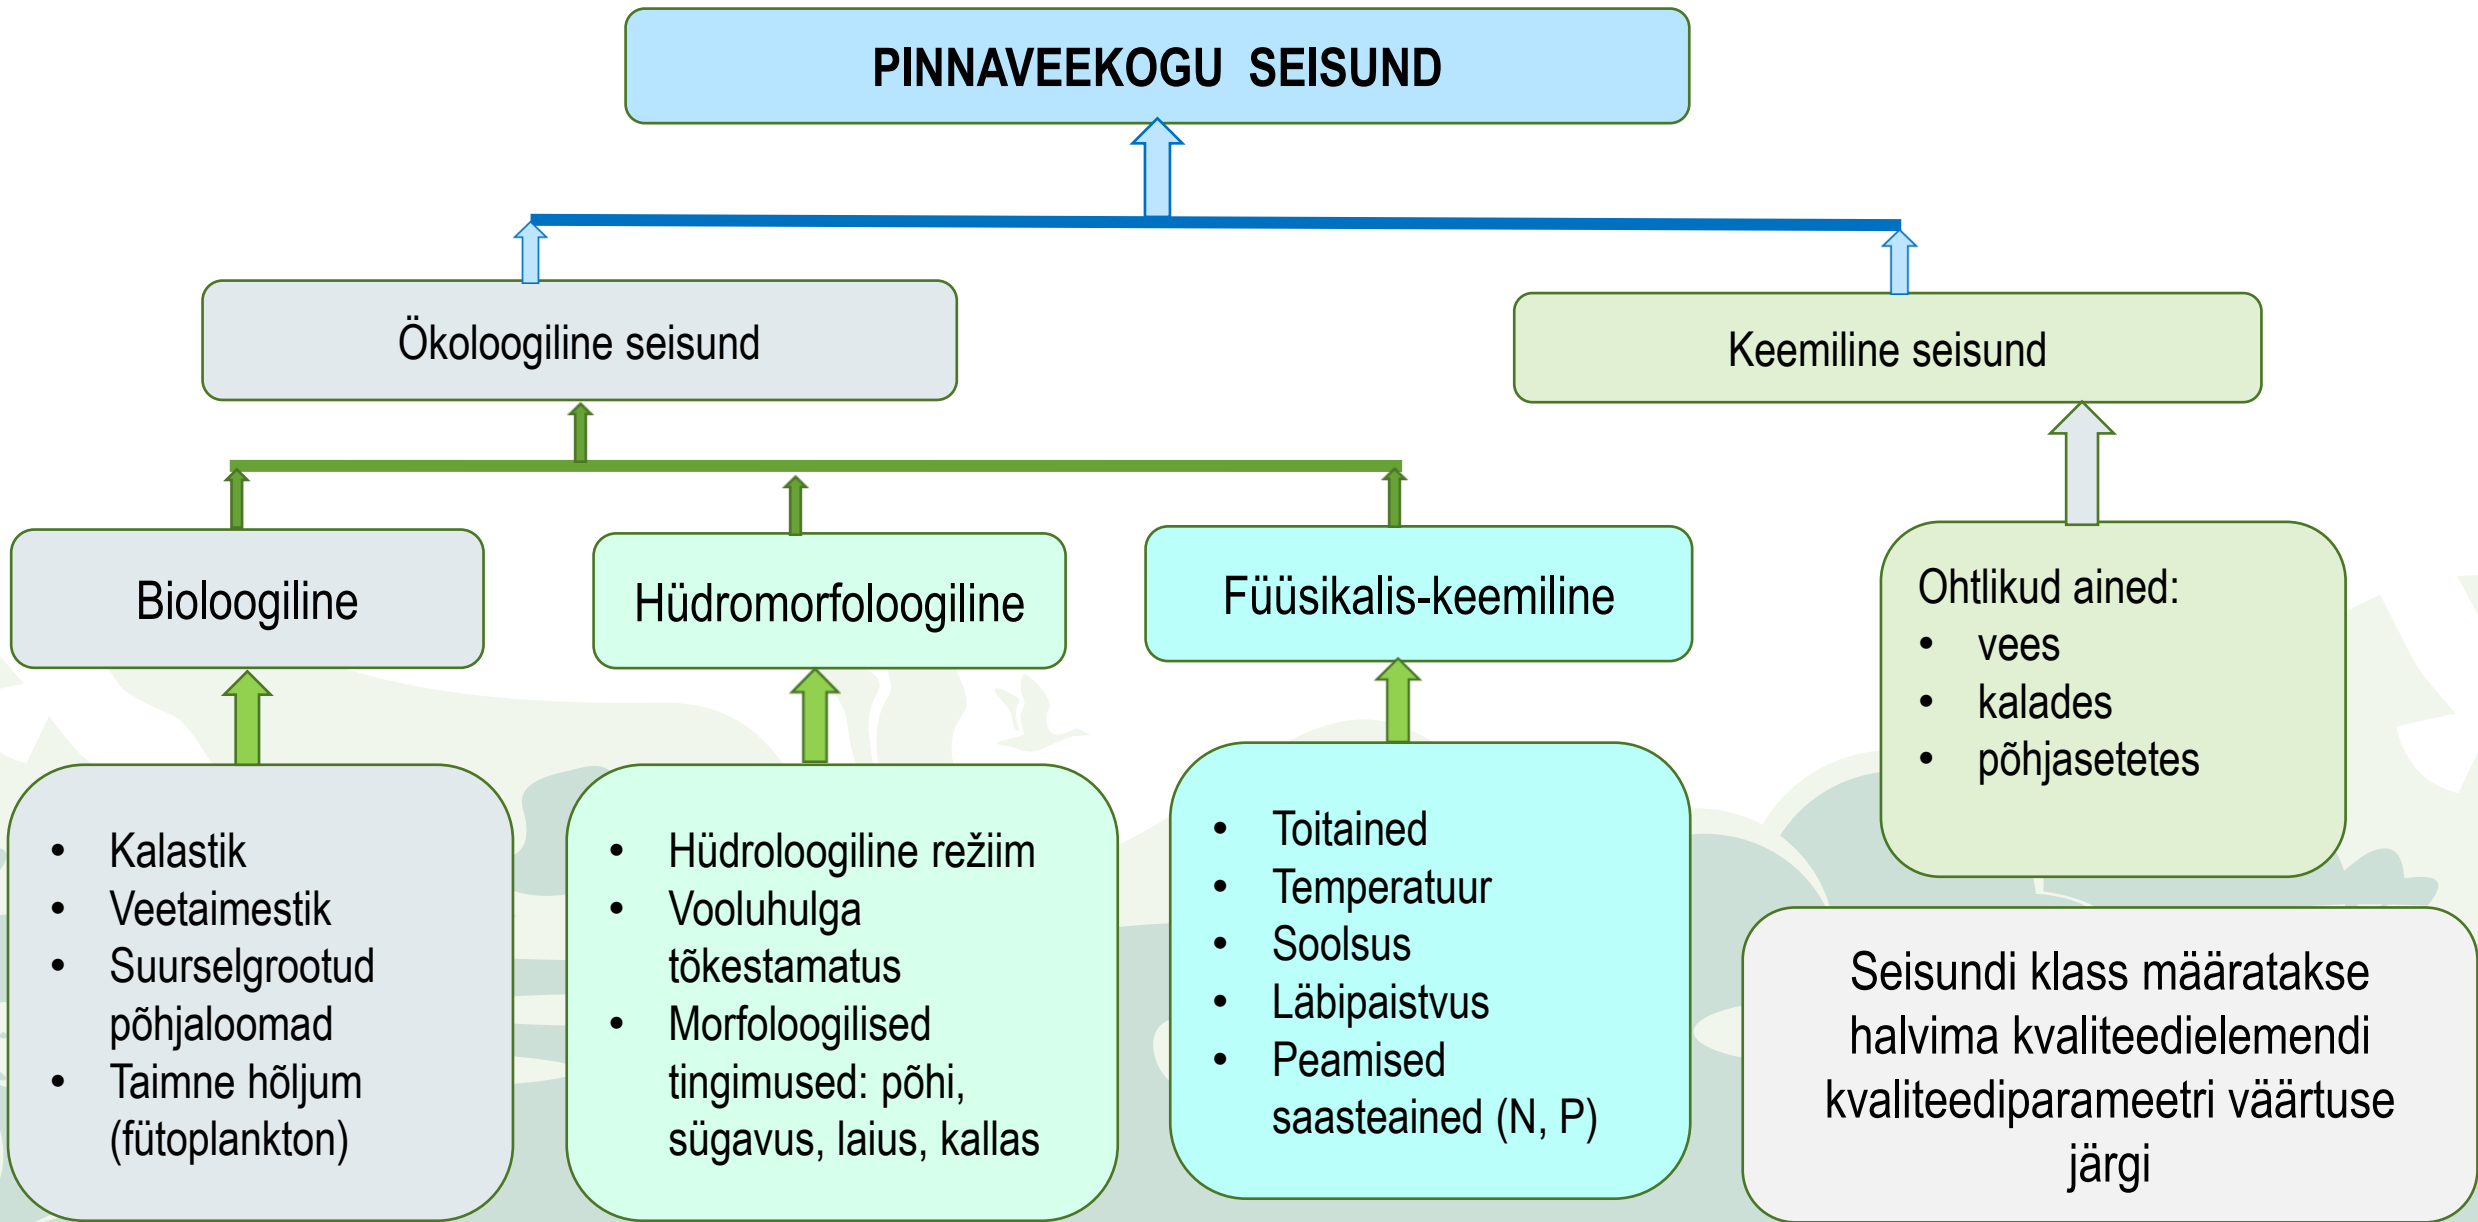 PINNAVEEKOGU SEISUND
Ökoloogiline seisund
Keemiline seisund
Bioloogiline
Hüdromorfoloogiline
Füüsikalis-keemiline
Ohtlikud ained:
• vees
• kalades
• põhjasetetes
• Kalastik
• Veetaimestik
• Suurselgrootud
põhjaloomad
• Taimne hõljum
(fütoplankton)
• Hüdroloogiline režiim
• Vooluhulga
tõkestamatus
• Morfoloogilised
tingimused: põhi,
sügavus, laius, kallas
• Toitained
• Temperatuur
• Soolsus
• Läbipaistvus
• Peamised
saasteained (N, P)
Seisundi klass määratakse
halvima kvaliteedielemendi
kvaliteediparameetri väärtuse
järgi